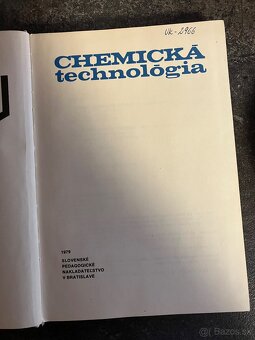 Uk-2966
CHEMICKÁ
technológia
1979
SLOVENSKÉ
PEDAGOGICKÉ
NAKLADATEĽSTVO
V BRATISLAVE
bazos.sk